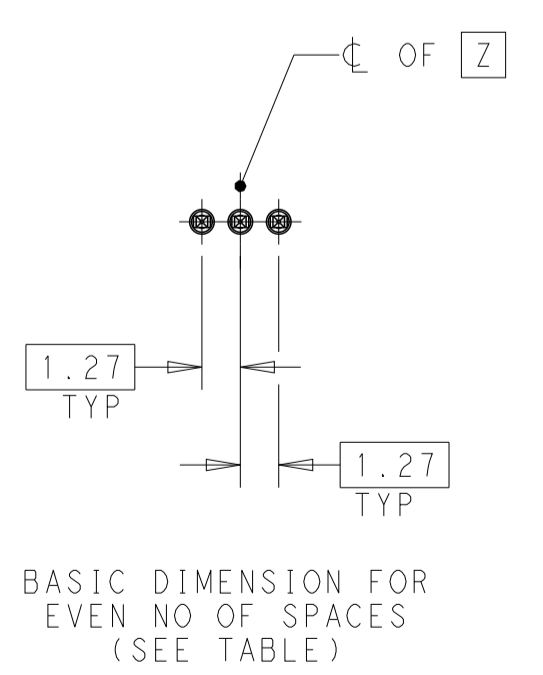 ℄ OF Z
1.27
TYP
1.27
TYP
BASIC DIMENSION FOR
EVEN NO OF SPACES
(SEE TABLE)